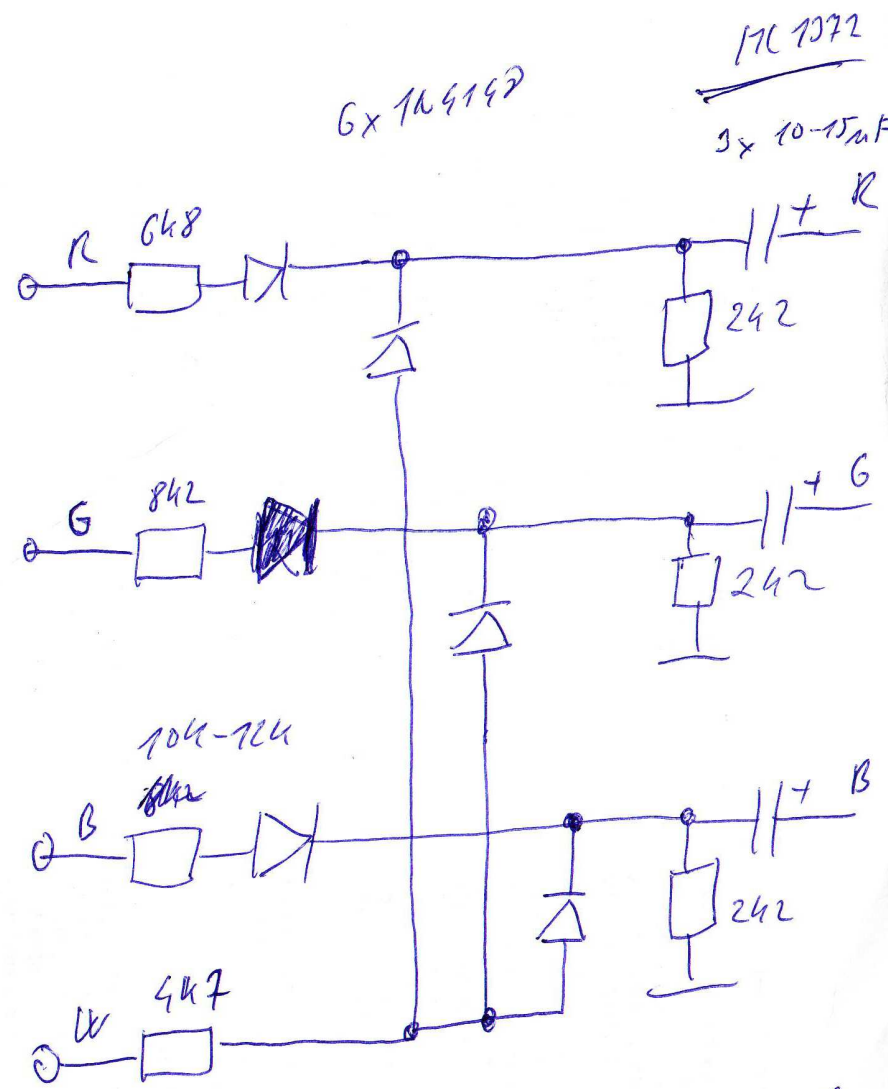 MC 1372
6x 1N4148
3x 10-15µF
R
6k8
+
R
2k2
G
8k2
+
G
2k2
10k-12k
B
+
B
2k2
W
4k7